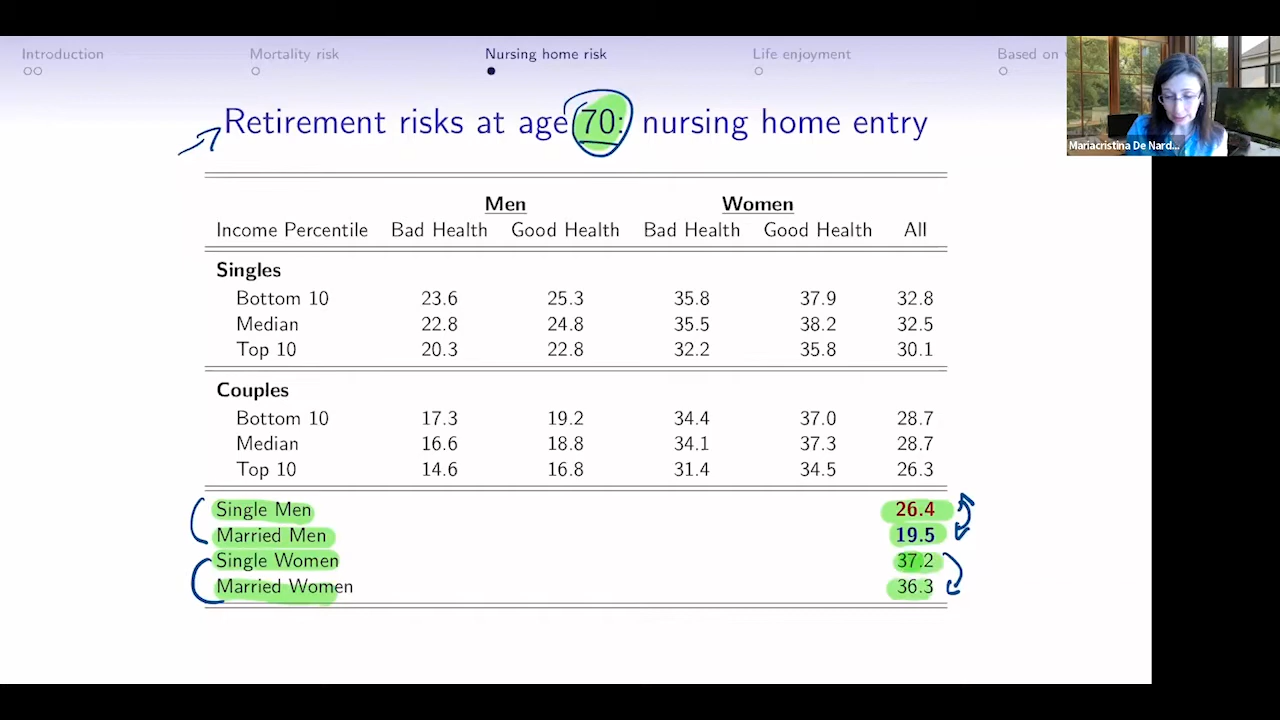 Introduction Mortality risk Nursing home risk Life enjoyment Based on
Retirement risks at age 70: nursing home entry
Mariacristina De Nard...
Men Women
Income Percentile Bad Health Good Health Bad Health Good Health All
Singles
Bottom 10 23.6 25.3 35.8 37.9 32.8
Median 22.8 24.8 35.5 38.2 32.5
Top 10 20.3 22.8 32.2 35.8 30.1
Couples
Bottom 10 17.3 19.2 34.4 37.0 28.7
Median 16.6 18.8 34.1 37.3 28.7
Top 10 14.6 16.8 31.4 34.5 26.3
Single Men 26.4
Married Men 19.5
Single Women 37.2
Married Women 36.3